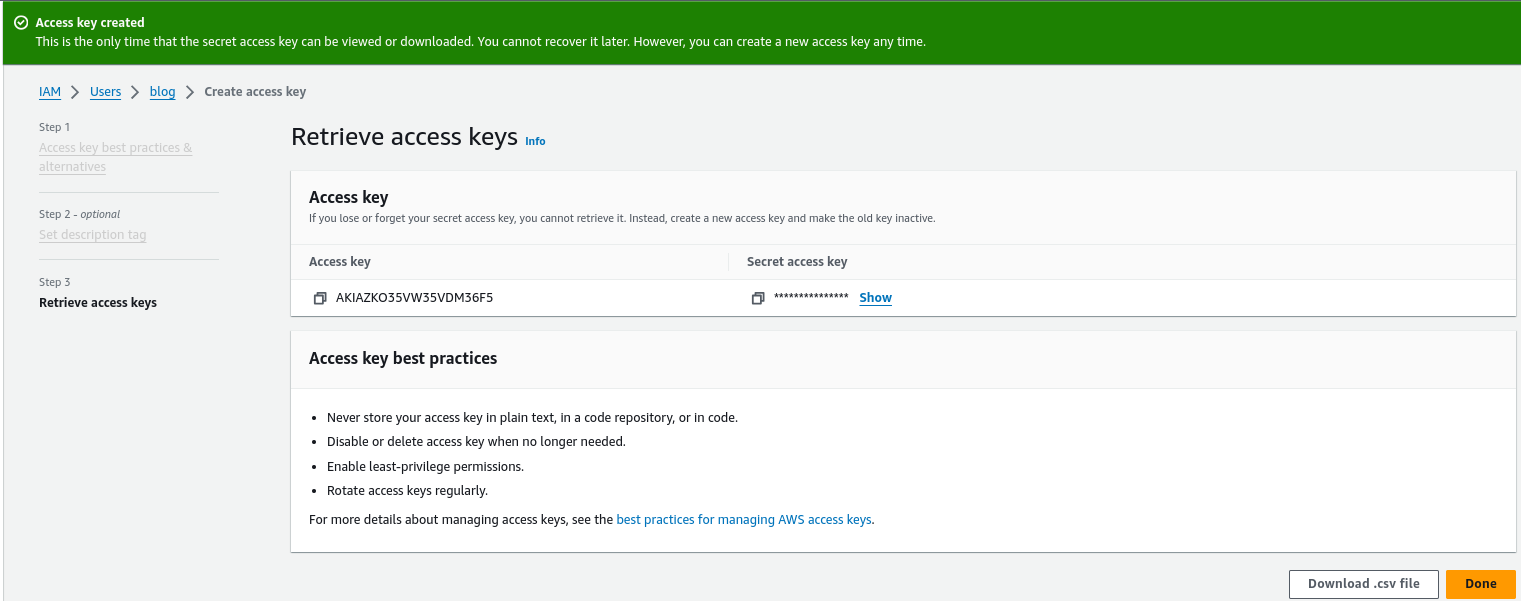 Access key created
This is the only time that the secret access key can be viewed or downloaded. You cannot recover it later. However, you can create a new access key any time.
IAM > Users > blog > Create access key
Step 1
Access key best practices &
alternatives
Step 2 - optional
Set description tag
Step 3
Retrieve access keys
Retrieve access keys Info
Access key
If you lose or forget your secret access key, you cannot retrieve it. Instead, create a new access key and make the old key inactive.
Access key Secret access key
AKIAZKO35VW35VDM36F5 *************** Show
Access key best practices
• Never store your access key in plain text, in a code repository, or in code.
• Disable or delete access key when no longer needed.
• Enable least-privilege permissions.
• Rotate access keys regularly.
For more details about managing access keys, see the best practices for managing AWS access keys.
Download .csv file Done